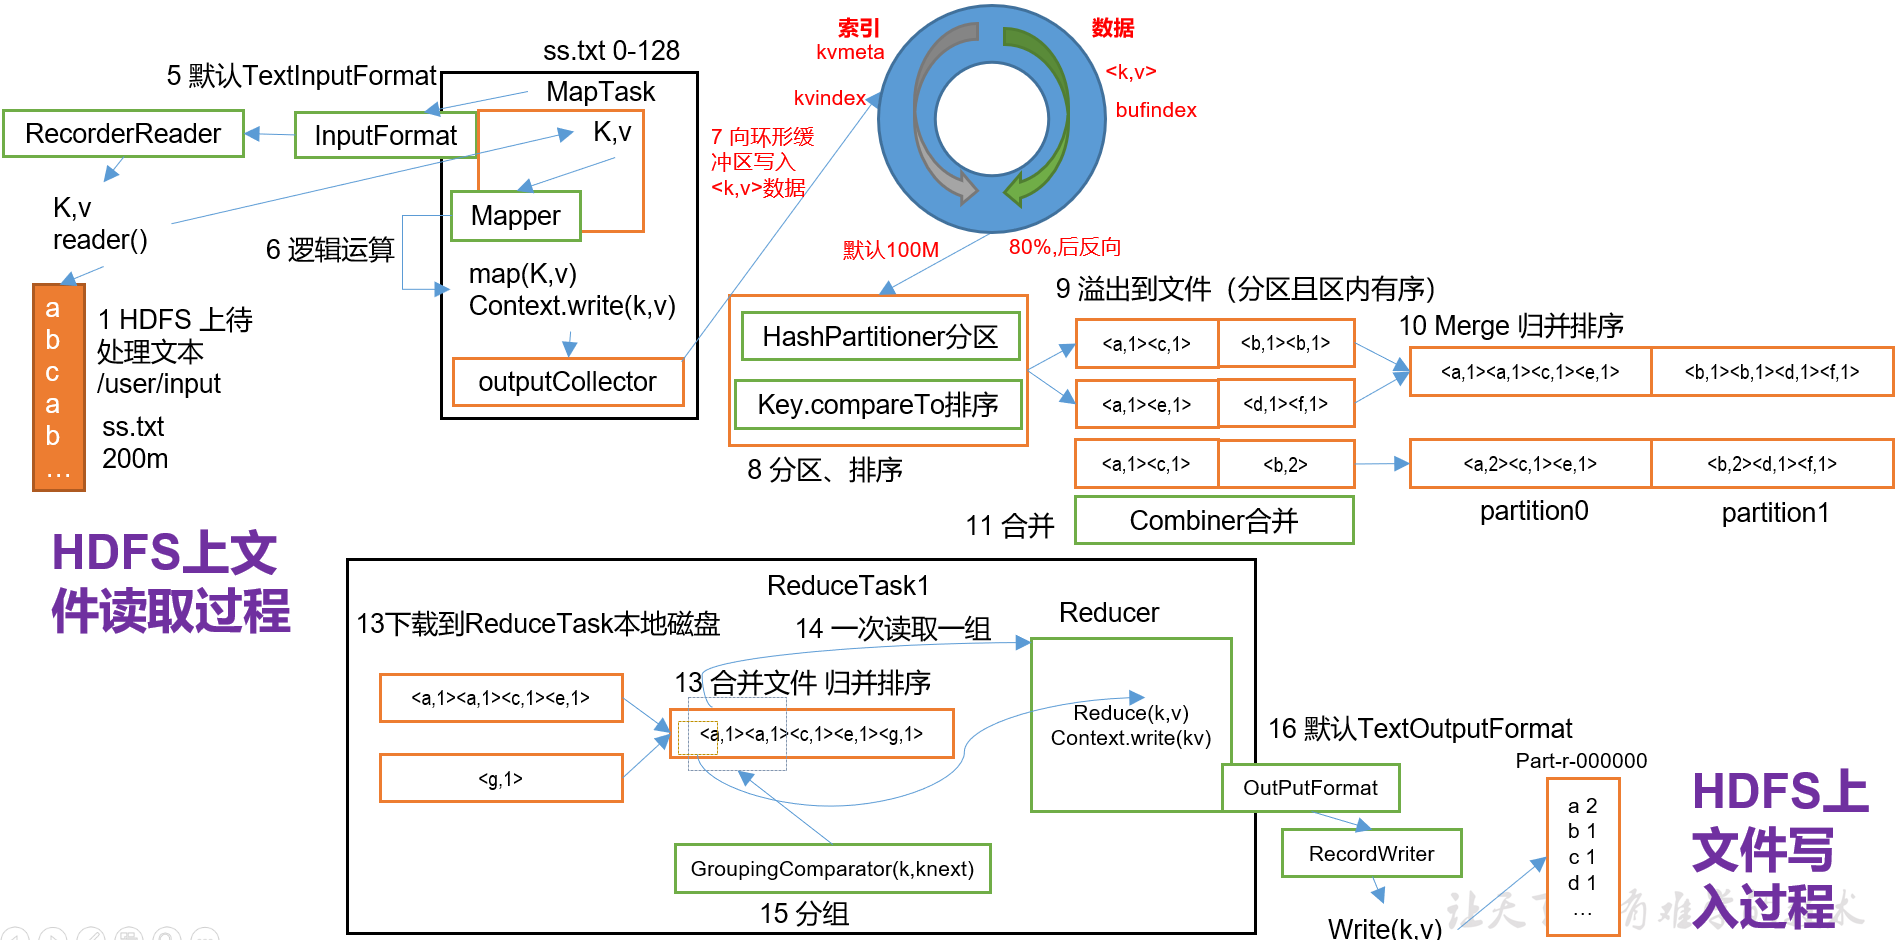 ss.txt 0-128
5 默认TextInputFormat
MapTask
RecorderReader
InputFormat
K,v
Mapper
K,v
reader()
6 逻辑运算
map(K,v)
Context.write(k,v)
outputCollector
a
b
c
a
b
...
1 HDFS 上待
处理文本
/user/input
ss.txt
200m
HDFS上文
件读取过程
索引
kvmeta
kvindex
数据
<k,v>
bufindex
7 向环形缓
冲区写入
<k,v>数据
默认100M
80%,后反向
HashPartitioner分区
Key.compareTo排序
8 分区、排序
9 溢出到文件（分区且区内有序）
<a,1><c,1>
<b,1><b,1>
<a,1><e,1>
<d,1><f,1>
<a,1><c,1>
<b,2>
10 Merge 归并排序
<a,1><a,1><c,1><e,1>
<b,1><b,1><d,1><f,1>
<a,2><c,1><e,1>
<b,2><d,1><f,1>
partition0
partition1
11 合并
Combiner合并
ReduceTask1
13下载到ReduceTask本地磁盘
<a,1><a,1><c,1><e,1>
<g,1>
14 一次读取一组
13 合并文件 归并排序
<a,1><a,1><c,1><e,1><g,1>
GroupingComparator(k,knext)
15 分组
Reducer
Reduce(k,v)
Context.write(kv)
16 默认TextOutputFormat
OutPutFormat
RecordWriter
Write(k,v)
Part-r-000000
a 2
b 1
c 1
d 1
...
HDFS上
文件写
入过程
让天下
有难学
术